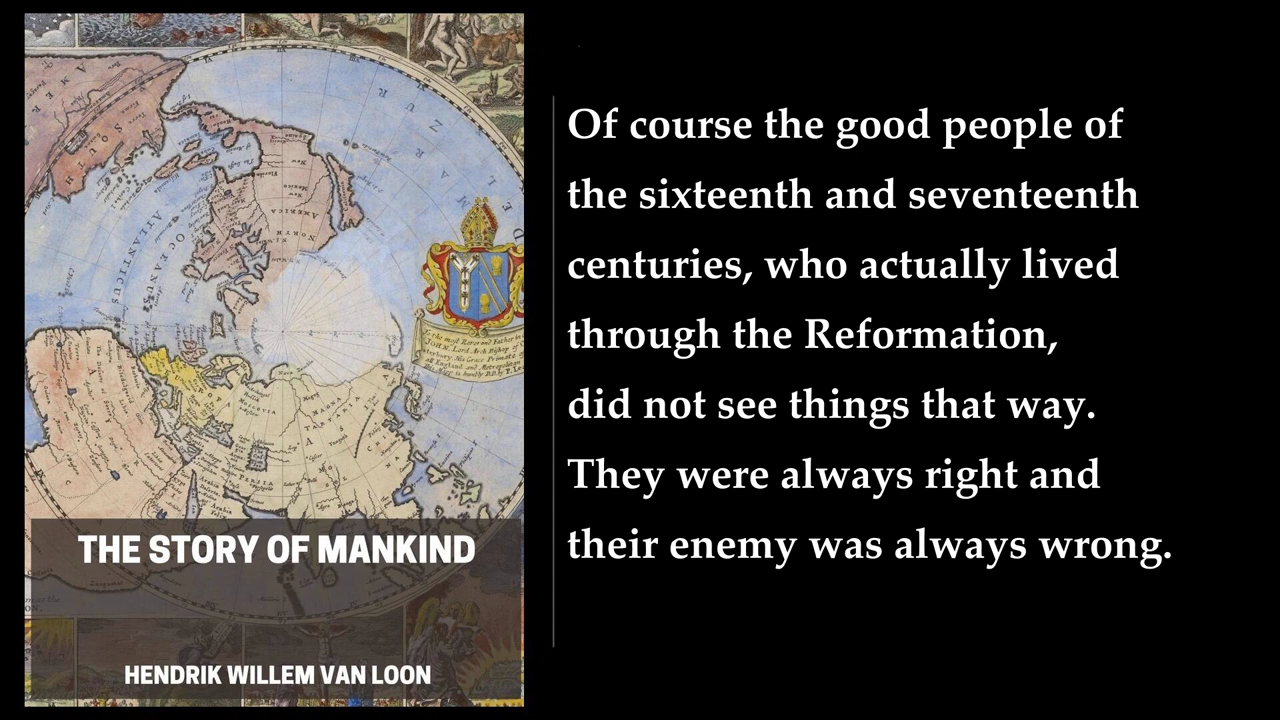 THE STORY OF MANKIND
HENDRIK WILLEM VAN LOON
Of course the good people of
the sixteenth and seventeenth
centuries, who actually lived
through the Reformation,
did not see things that way.
They were always right and
their enemy was always wrong.